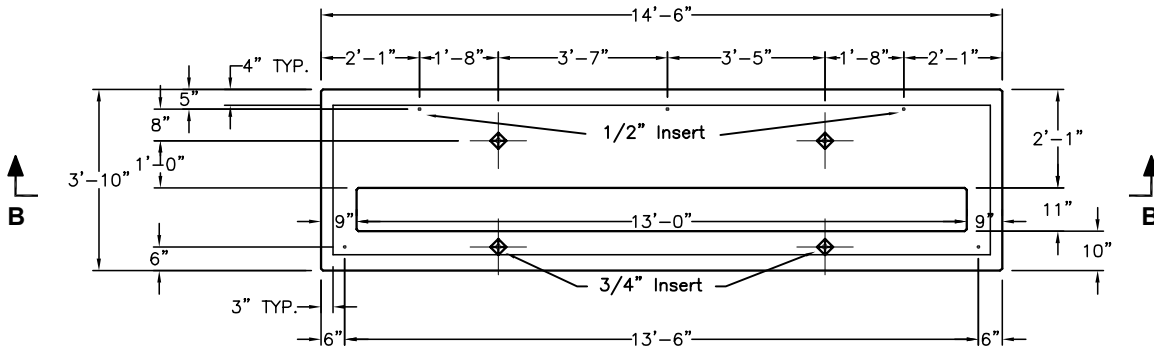 14'-6"
2'-1" 1'-8" 3'-7" 3'-5" 1'-8" 2'-1"
4" TYP.
5"
8"
1/2" Insert
2'-1"
1'-0"
3'-10"
B
B
9" 13'-0" 9"
11"
10"
6"
3/4" Insert
3" TYP.
6" 13'-6" 6"